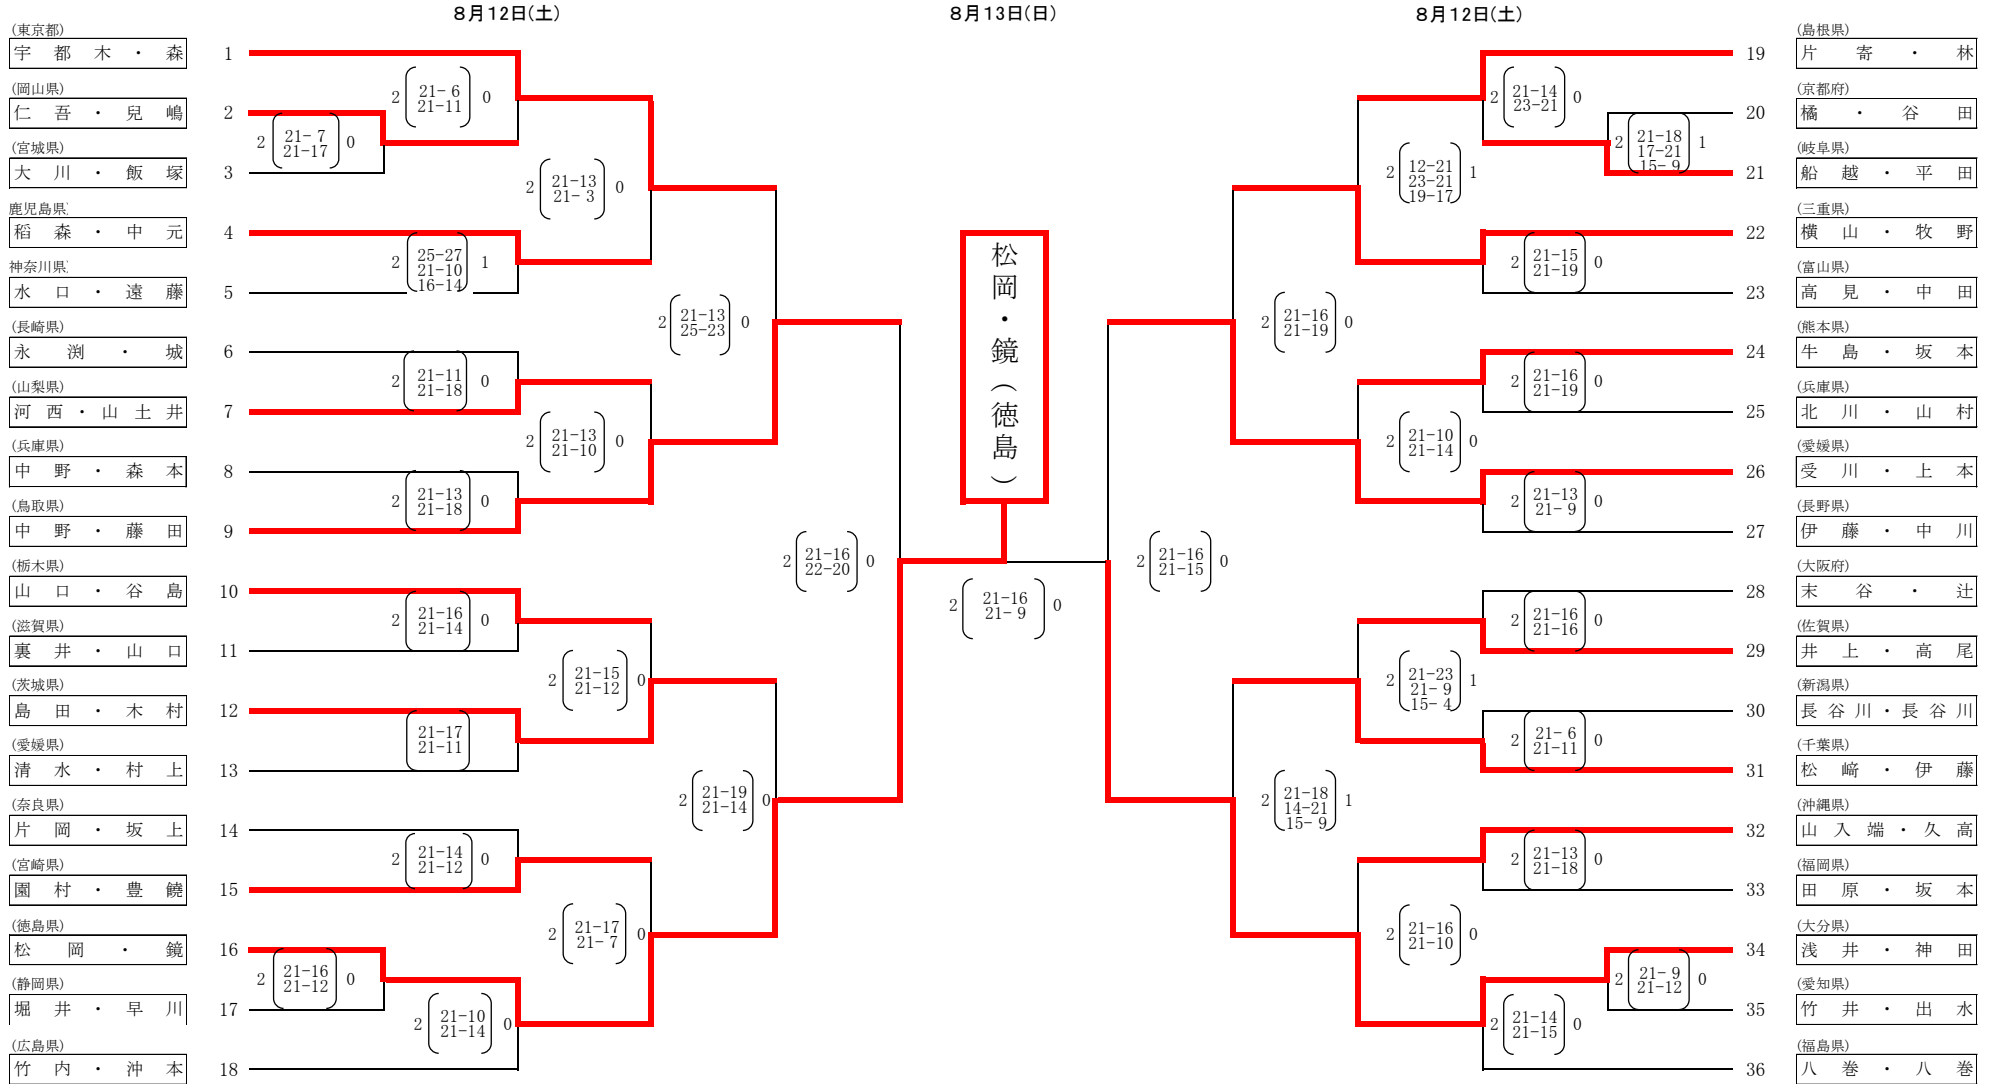 8月12日(土)
8月13日(日)
8月12日(土)
(東京都)
宇都木・森 1
(岡山県)
仁吾・兒嶋 2
(宮城県)
大川・飯塚 3
鹿児島県
稲森・中元 4
神奈川県
水口・遠藤 5
(長崎県)
永渕・城 6
(山梨県)
河西・山土井 7
(兵庫県)
中野・森本 8
(鳥取県)
中野・藤田 9
(栃木県)
山口・谷島 10
(滋賀県)
裏井・山口 11
(茨城県)
島田・木村 12
(愛媛県)
清水・村上 13
(奈良県)
片岡・坂上 14
(宮崎県)
園村・豊饒 15
(徳島県)
松岡・鏡 16
(静岡県)
堀井・早川 17
(広島県)
竹内・沖本 18
2 21-7 0
21-17
2 21-16 0
21-12
2 21-6 0
21-11
2 25-27 1
21-10
16-14
2 21-11 0
21-18
2 21-13 0
21-18
2 21-16 0
21-14
21-17
21-11
2 21-14 0
21-12
2 21-10 0
21-14
2 21-13 0
21-3
2 21-13 0
21-10
2 21-15 0
21-12
2 21-17 0
21-7
2 21-13 0
25-23
2 21-19 0
21-14
2 21-16 0
22-20
松岡・鏡(徳島)
2 21-16 0
21-9
2 21-16 0
21-15
2 21-16 0
21-19
2 21-18 1
14-21
15-9
2 12-21 1
23-21
19-17
2 21-10 0
21-14
2 21-23 1
21-9
15-4
2 21-16 0
21-10
2 21-14 0
23-21
2 21-15 0
21-19
2 21-16 0
21-19
2 21-13 0
21-9
2 21-16 0
21-16
2 21-6 0
21-11
2 21-13 0
21-18
2 21-14 0
21-15
2 21-18 1
17-21
15-9
2 21-9 0
21-12
(島根県)
19 片寄・林
(京都府)
20 橘・谷田
(岐阜県)
21 船越・平田
(三重県)
22 横山・牧野
(富山県)
23 高見・中田
(熊本県)
24 牛島・坂本
(兵庫県)
25 北川・山村
(愛媛県)
26 受川・上本
(長野県)
27 伊藤・中川
(大阪府)
28 末谷・辻
(佐賀県)
29 井上・高尾
(新潟県)
30 長谷川・長谷川
(千葉県)
31 松﨑・伊藤
(沖縄県)
32 山入端・久高
(福岡県)
33 田原・坂本
(大分県)
34 浅井・神田
(愛知県)
35 竹井・出水
(福島県)
36 八巻・八巻